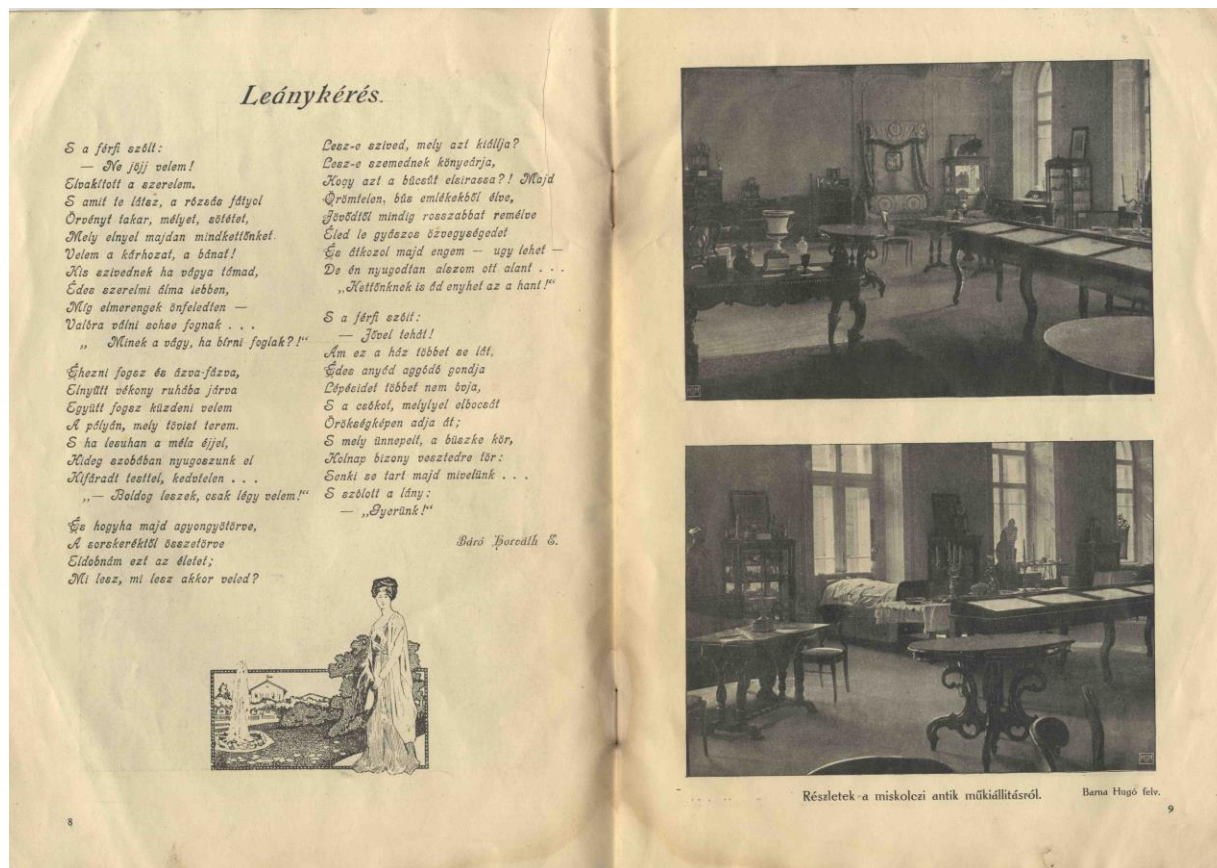 Leánykérés.
S a férfi szólt:
— Ne jöjj velem!
Elvakított a szerelem.
S amit te látsz, a rózsás fátyol
Örvényt takar, mélyet, sötétet,
Mely elnyel majdan mindkettőnket.
Velem a kárhozat, a bánat!
Kis szivednek ha vágya támad,
Édes szerelmi álma lebben,
Míg elmerengek önfeledten —
Valóra válni sohse fognak . . .
„ Minek a vágy, ha bírni foglak?!“
Éhezni fogsz és ázva-fázva,
Elnyűtt vékony ruhába járva
Együtt fogsz küzdeni velem
A pályán, mely tövist terem.
S ha lesuhan a méla éjjel,
Hideg szobában nyugoszunk el
Kifáradt testtel, kedvtelen . . .
„— Boldog leszek, csak légy velem!“
És hogyha majd agyongyötörve,
A sorskeréktől összetörve
Eldobnám ezt az életet;
Mi lesz, mi lesz akkor veled?
Lesz-e szived, mely azt kiállja?
Lesz-e szemednek könyeárja,
Hogy azt a búcsút elsirassa?! Majd
Örömtelen, bús emlékekből élve,
Jövődtől mindig rosszabbat remélve
Éled le gyászos özvegységedet
És átkozol majd engem — ugy lehet —
De én nyugodtan alszom ott alant . . .
„Kettőnknek is ád enyhet az a hant!“
S a férfi szólt:
— Jövel tehát!
Ám ez a ház többet se lát,
Édes anyád aggódó gondja
Lépésidet többet nem óvja,
S a csókot, melylyel elbocsát
Örökségképen adja át;
S mely ünnepelt, a büszke kör,
Holnap bizony vesztedre tör:
Senki se tart majd mivelünk . . .
S szólott a lány:
— „Gyerünk!“
Báró Horváth E.
8
Részletek a miskolczi antik műkiállitásról.
Barna Hugó felv.
9